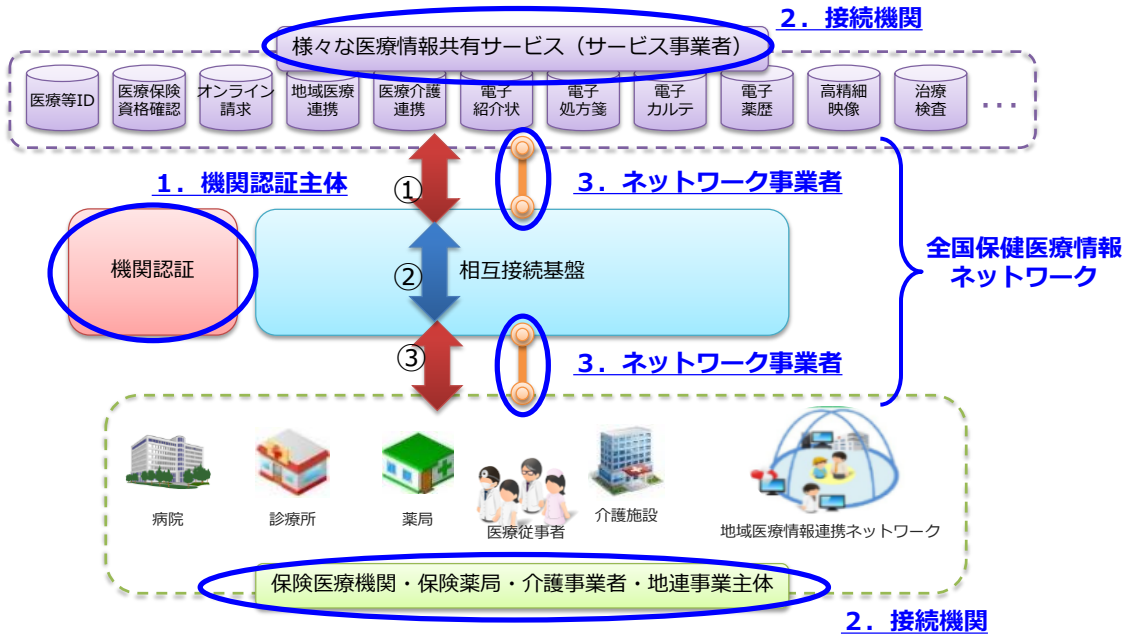 2．接続機関
様々な医療情報共有サービス（サービス事業者）
医療等ID
医療保険
資格確認
オンライン
請求
地域医療
連携
医療介護
連携
電子
紹介状
電子
処方箋
電子
カルテ
電子
薬歴
高精細
映像
治療
検査
…
1．機関認証主体
①
3．ネットワーク事業者
機関認証
②
相互接続基盤
全国保健医療情報
ネットワーク
③
3．ネットワーク事業者
病院
診療所
薬局
医療従事者
介護施設
地域医療情報連携ネットワーク
保険医療機関・保険薬局・介護事業者・地連事業主体
2．接続機関